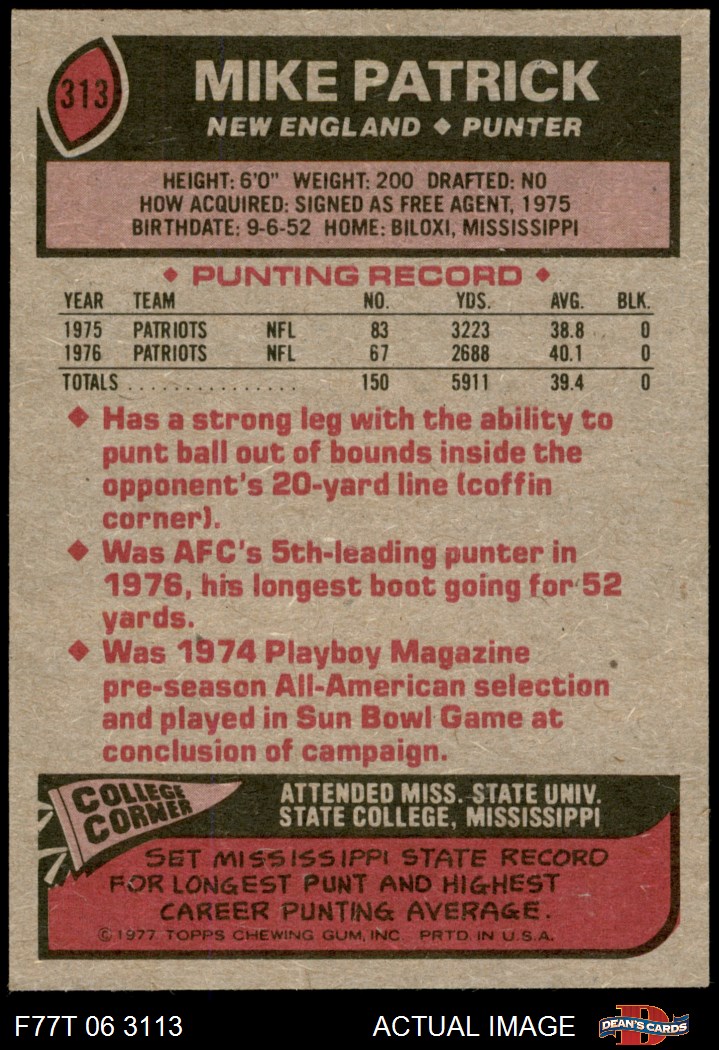 313
MIKE PATRICK
NEW ENGLAND ◆ PUNTER
HEIGHT: 6'0" WEIGHT: 200 DRAFTED: NO
HOW ACQUIRED: SIGNED AS FREE AGENT, 1975
BIRTHDATE: 9-6-52 HOME: BILOXI, MISSISSIPPI
◆ PUNTING RECORD ◆
YEAR TEAM NO. YDS. AVG. BLK.
1975 PATRIOTS NFL 83 3223 38.8 0
1976 PATRIOTS NFL 67 2688 40.1 0
TOTALS ................ 150 5911 39.4 0
◆ Has a strong leg with the ability to
punt ball out of bounds inside the
opponent's 20-yard line (coffin
corner).
◆ Was AFC's 5th-leading punter in
1976, his longest boot going for 52
yards.
◆ Was 1974 Playboy Magazine
pre-season All-American selection
and played in Sun Bowl Game at
conclusion of campaign.
COLLEGE
CORNER
ATTENDED MISS. STATE UNIV.
STATE COLLEGE, MISSISSIPPI
SET MISSISSIPPI STATE RECORD
FOR LONGEST PUNT AND HIGHEST
CAREER PUNTING AVERAGE.
© 1977 TOPPS CHEWING GUM, INC PRTD. IN U.S.A.
F77T 06 3113 ACTUAL IMAGE
D
DEAN'S CARDS